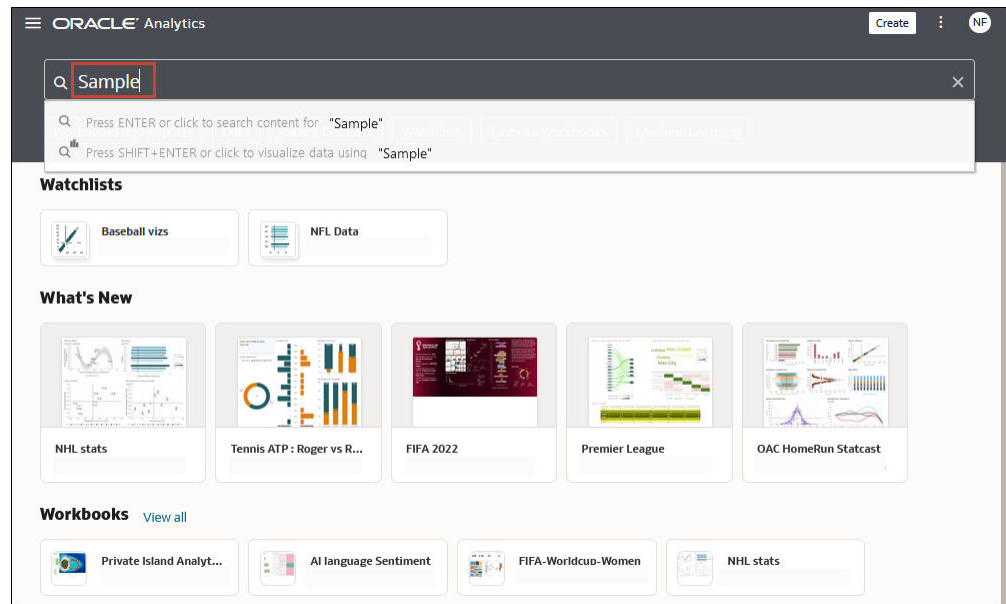 ORACLE Analytics
Create
NF
Sample
Press ENTER or click to search content for "Sample"
Press SHIFT+ENTER or click to visualize data using "Sample"
Watchlists
Baseball vizs
NFL Data
What's New
NHL stats
Tennis ATP : Roger vs R...
FIFA 2022
Premier League
OAC HomeRun Statcast
Workbooks View all
Private Island Analyt...
AI language Sentiment
FIFA-Worldcup-Women
NHL stats